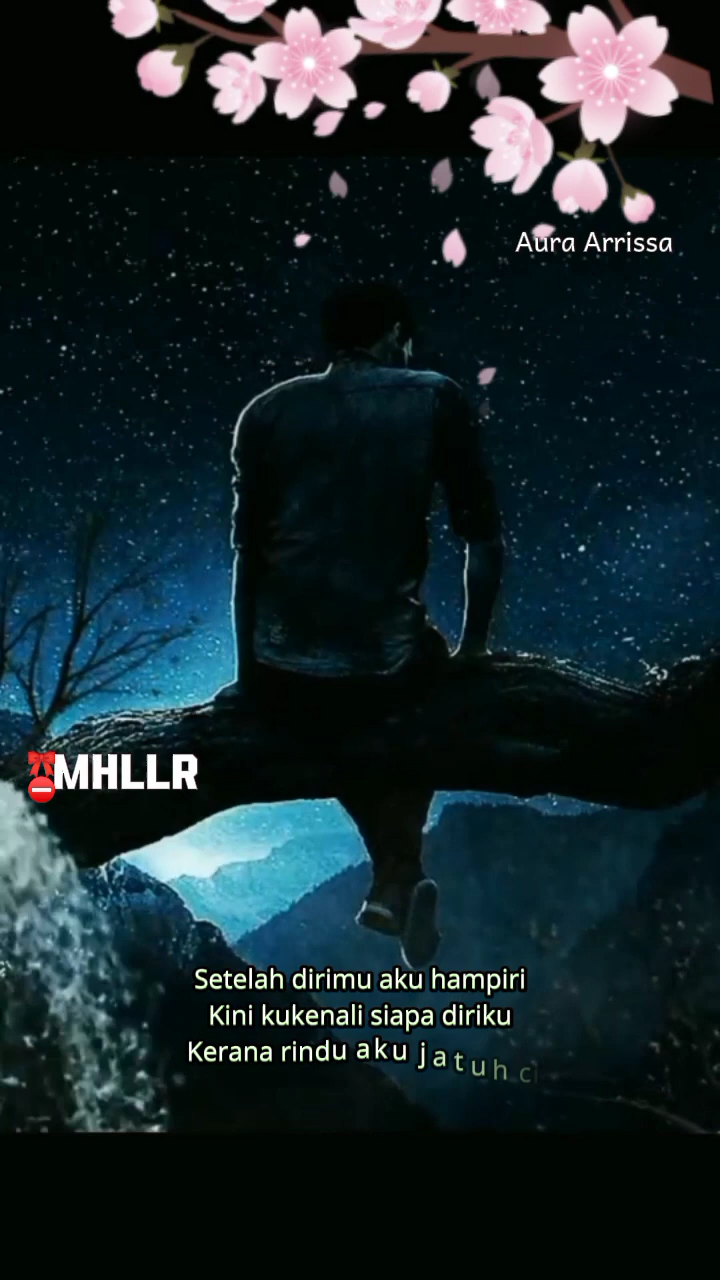 Aura Arrissa
MHLLR
Setelah dirimu aku hampiri
Kini kukenali siapa diriku
Kerana rindu aku jatuh